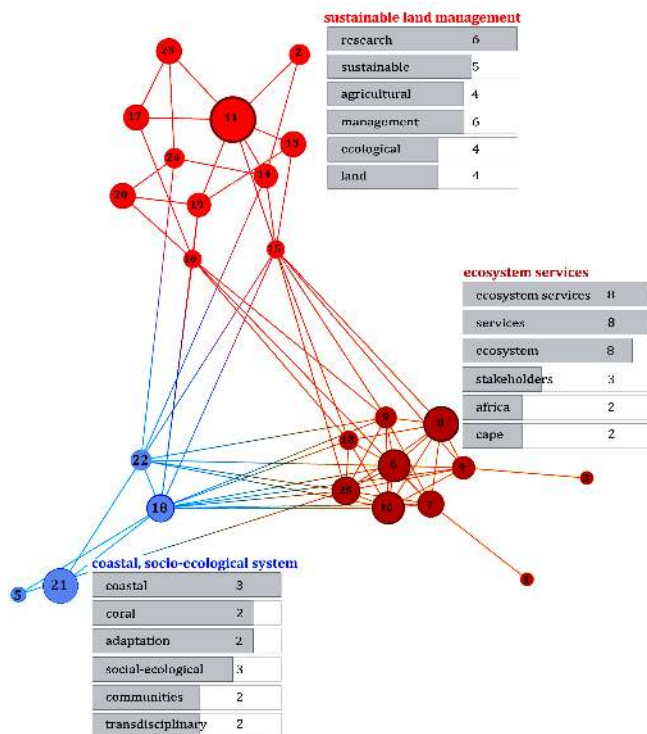 sustainable land management
research 6
sustainable 5
agricultural 4
management 6
ecological 4
land 4
23
2
11
17
13
24
14
20
19
16
15
ecosystem services
ecosystem services 8
services 8
ecosystem 8
stakeholders 3
africa 2
cape 2
9
8
12
22
6
4
25
18
10
7
21
5
coastal, socio-ecological system
coastal 3
coral 2
adaptation 2
social-ecological 3
communities 2
transdisciplinary 2